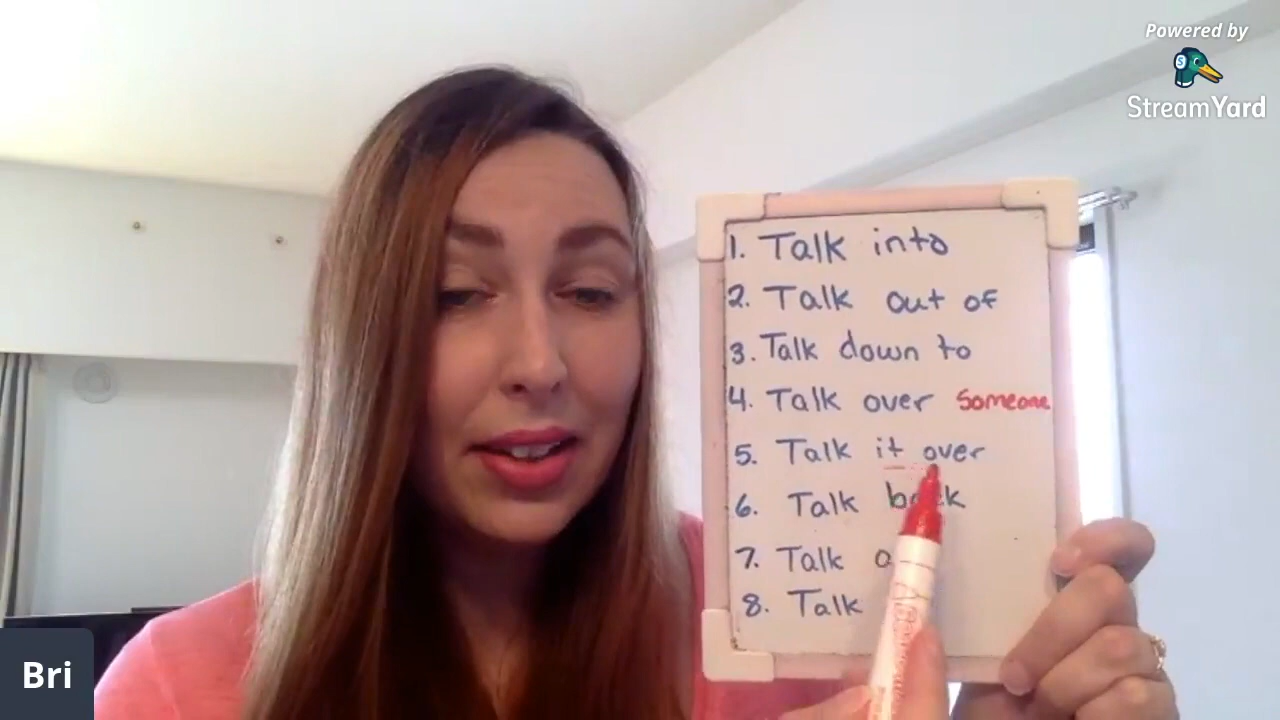 Powered by
StreamYard
1. Talk into
2. Talk out of
3. Talk down to
4. Talk over someone
5. Talk it over
6. Talk back
7. Talk
8. Talk
Bri